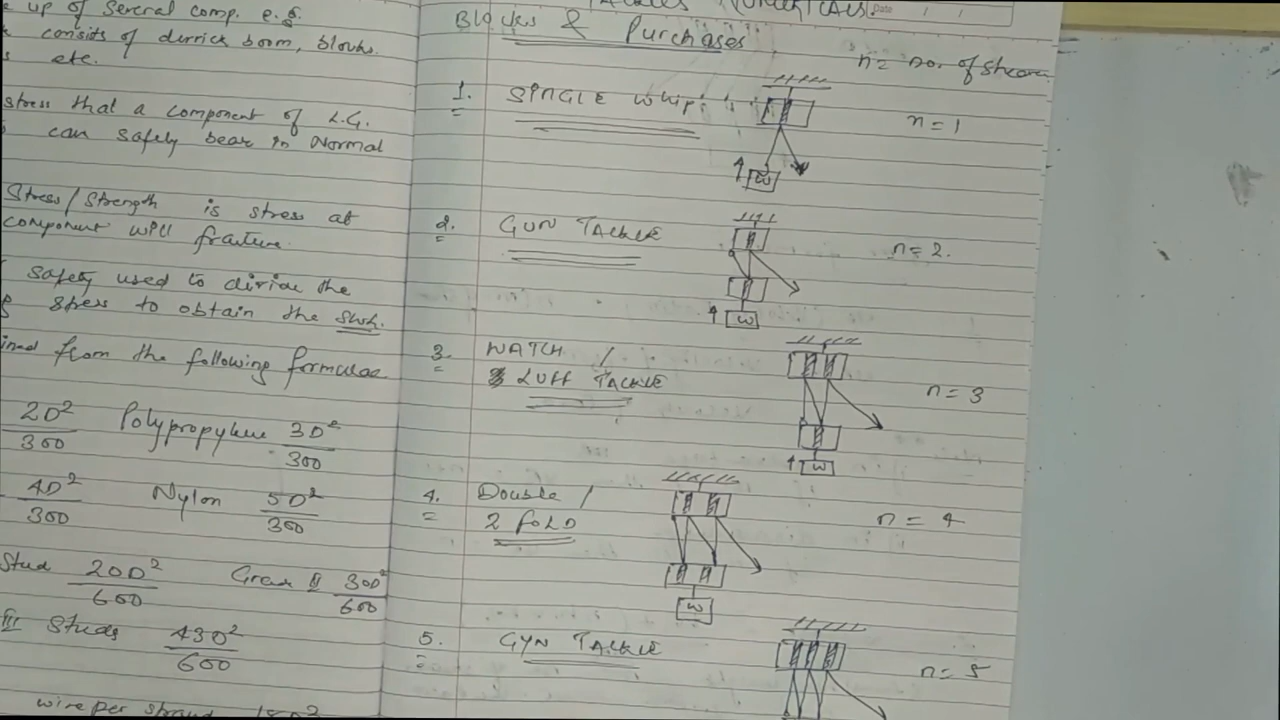 e up of several comp. e.g.
consists of derrick boom, blocks
etc.
stress that a component of L.G.
can safely bear in Normal
Stress/Strength is stress at
component will fracture.
safety used to divide the
stress to obtain the SWL.
ined from the following formulae
2D²/300 Polypropylene 3D²/300
4D²/300 Nylon 5D²/300
Stud 20D²/600 Grade II 30D²/600
III Studs 43D²/600
wire per strand
Blocks & Purchases
n = no. of sheave
1. SINGLE Whip:
n = 1
W
2. GUN TACKLE
n = 2.
W
3. WATCH /
LUFF TACKLE
n = 3
W
4. Double /
2 FOLD
n = 4
W
5. GYN TACKLE
n = 5